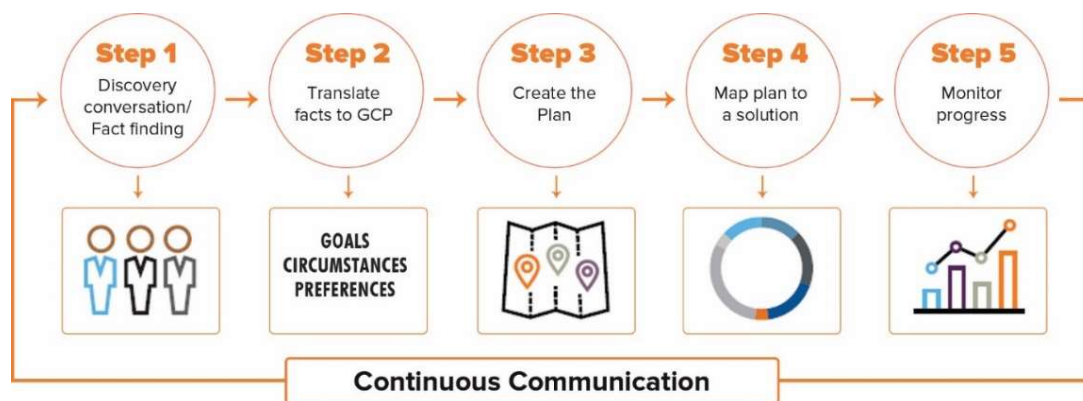 Step 1
Discovery
conversation/
Fact finding
Step 2
Translate
facts to GCP
Step 3
Create the
Plan
Step 4
Map plan to
a solution
Step 5
Monitor
progress
GOALS
CIRCUMSTANCES
PREFERENCES
Continuous Communication